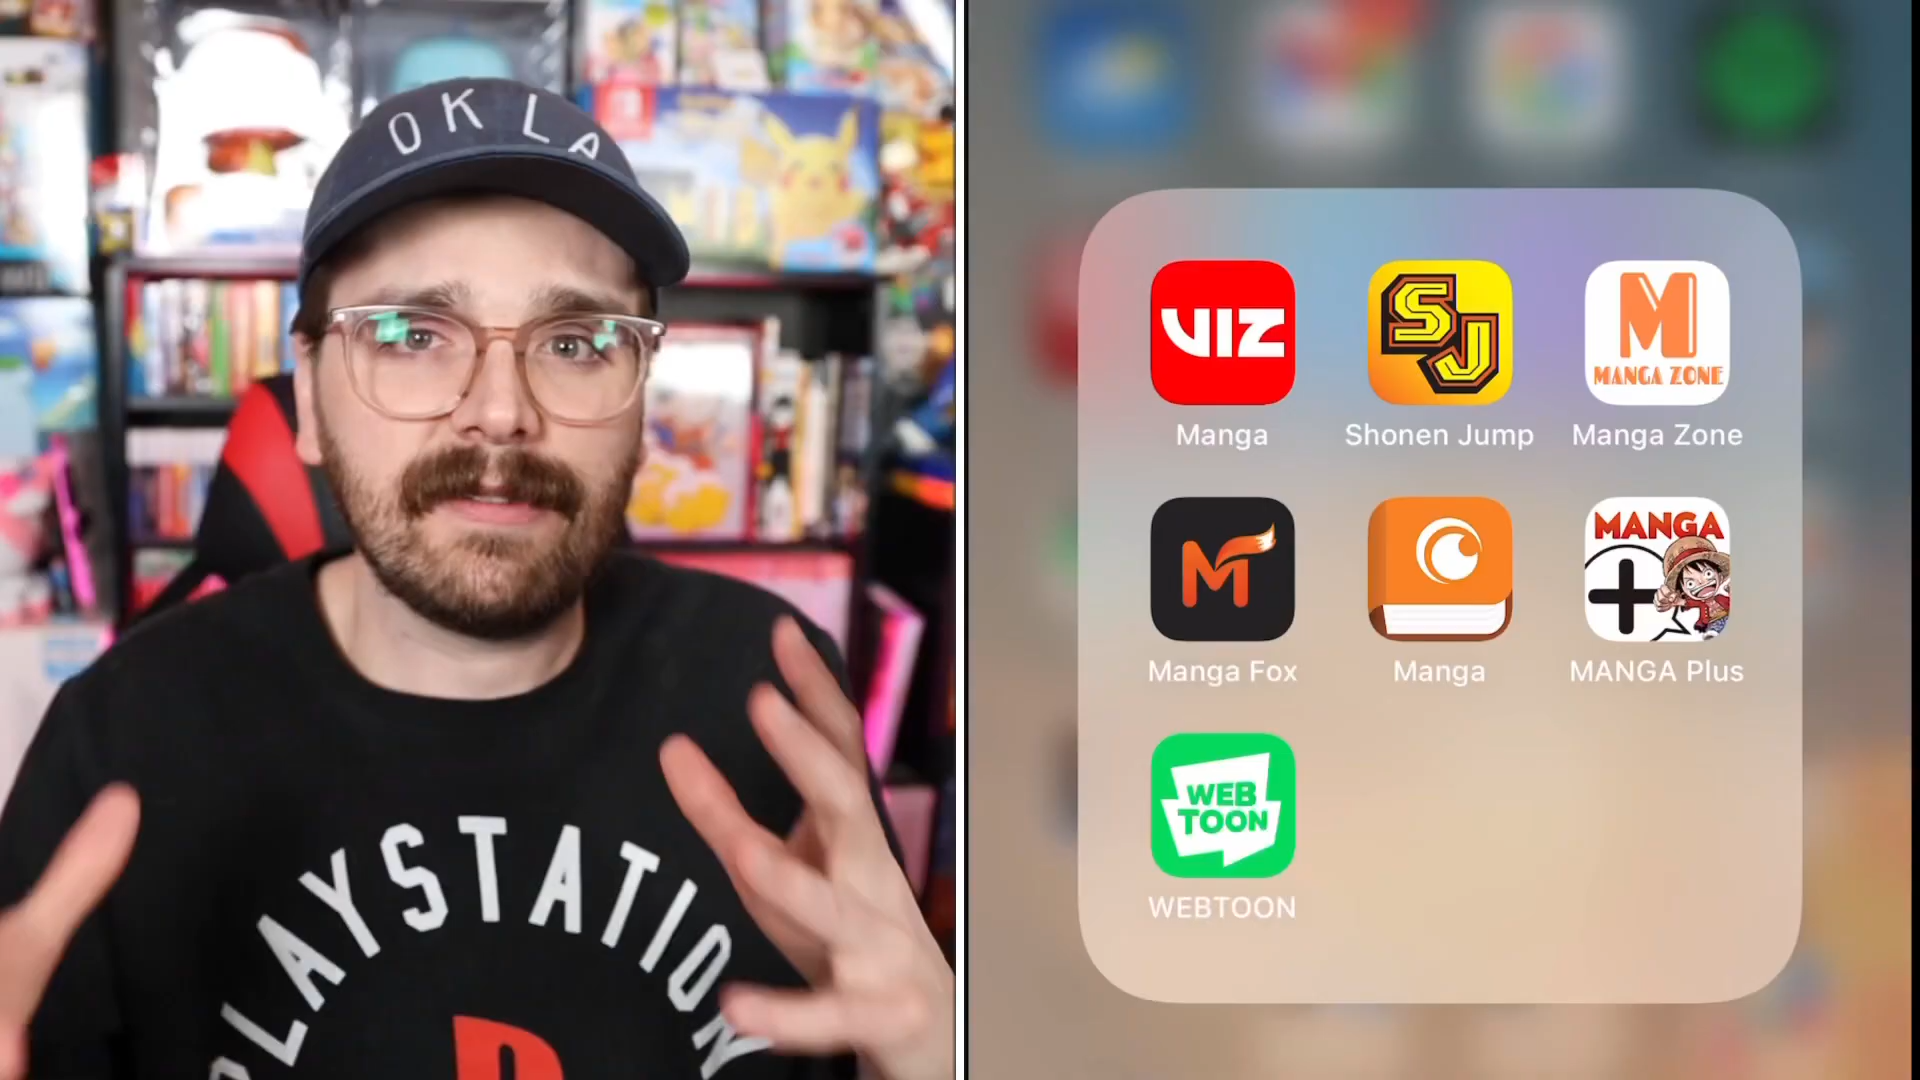 OKLA
PLAYSTATION
VIZ
SJ
M
MANGA ZONE
Manga
Shonen Jump
Manga Zone
M
MANGA
+
Manga Fox
Manga
MANGA Plus
WEB
TOON
WEBTOON